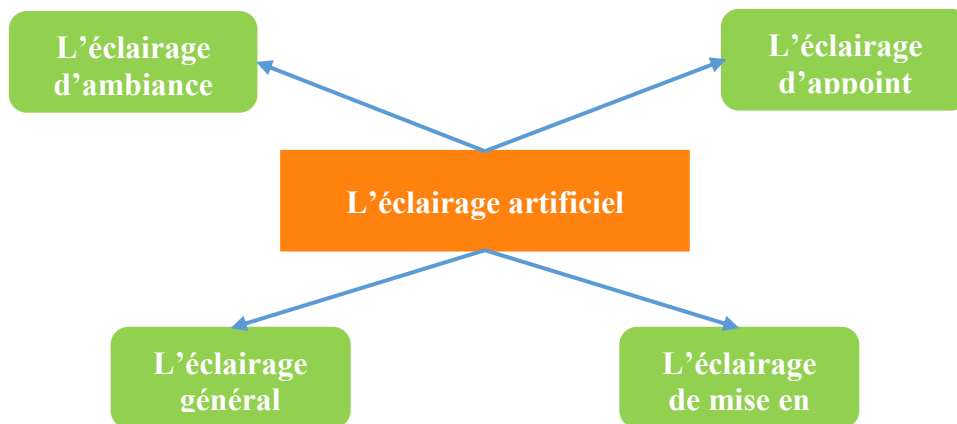 L’éclairage
d’ambiance
L’éclairage
d’appoint
L’éclairage artificiel
L’éclairage
général
L’éclairage
de mise en